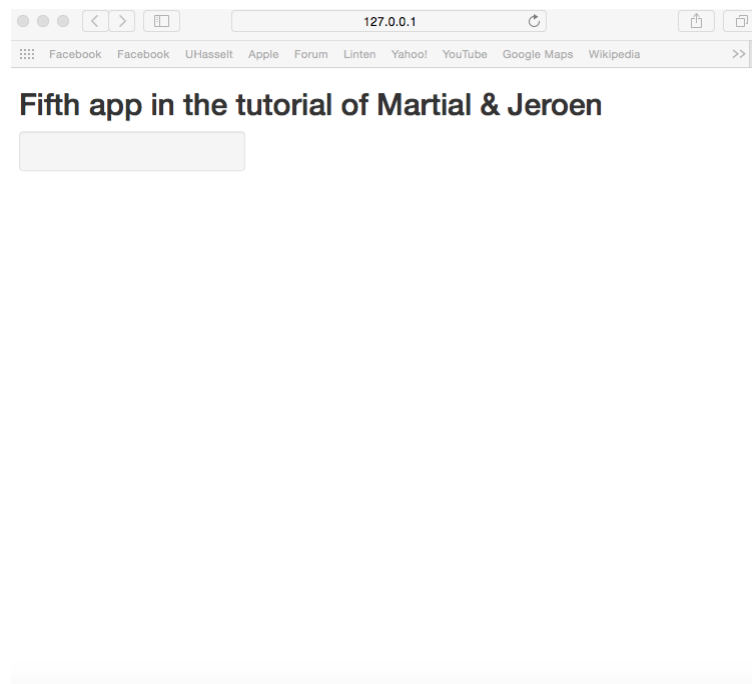 127.0.0.1
Facebook Facebook UHasselt Apple Forum Linten Yahoo! YouTube Google Maps Wikipedia >>
Fifth app in the tutorial of Martial & Jeroen